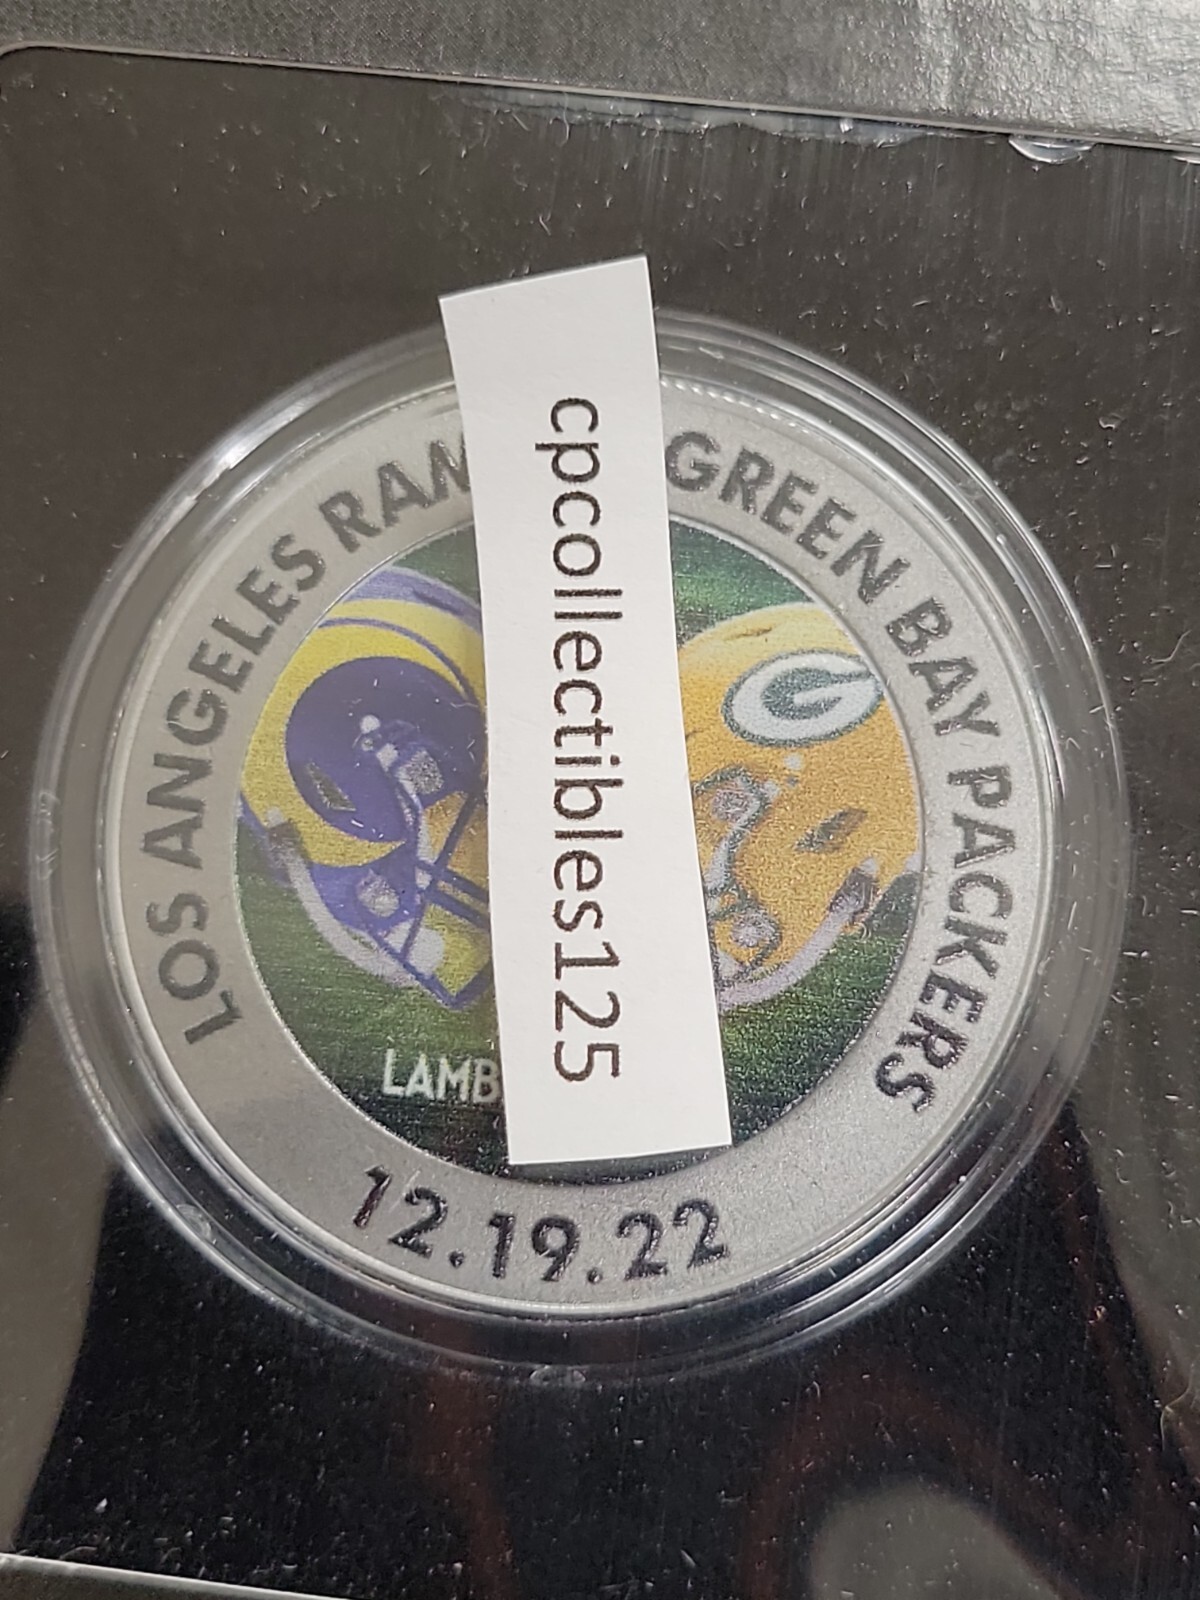 LOS ANGELES RAM
GREEN BAY PACKERS
cpcollectibles125
G
LAMB
12.19.22